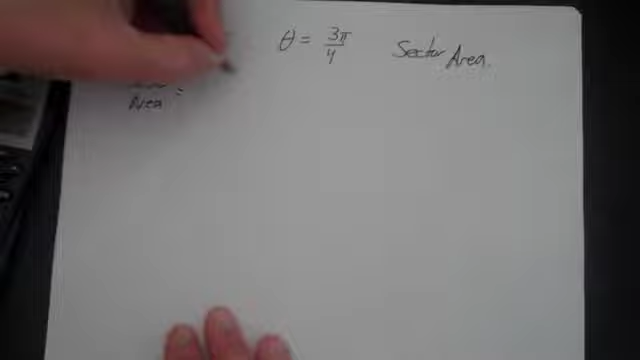 θ = 3π/4 Sector Area.
Area =